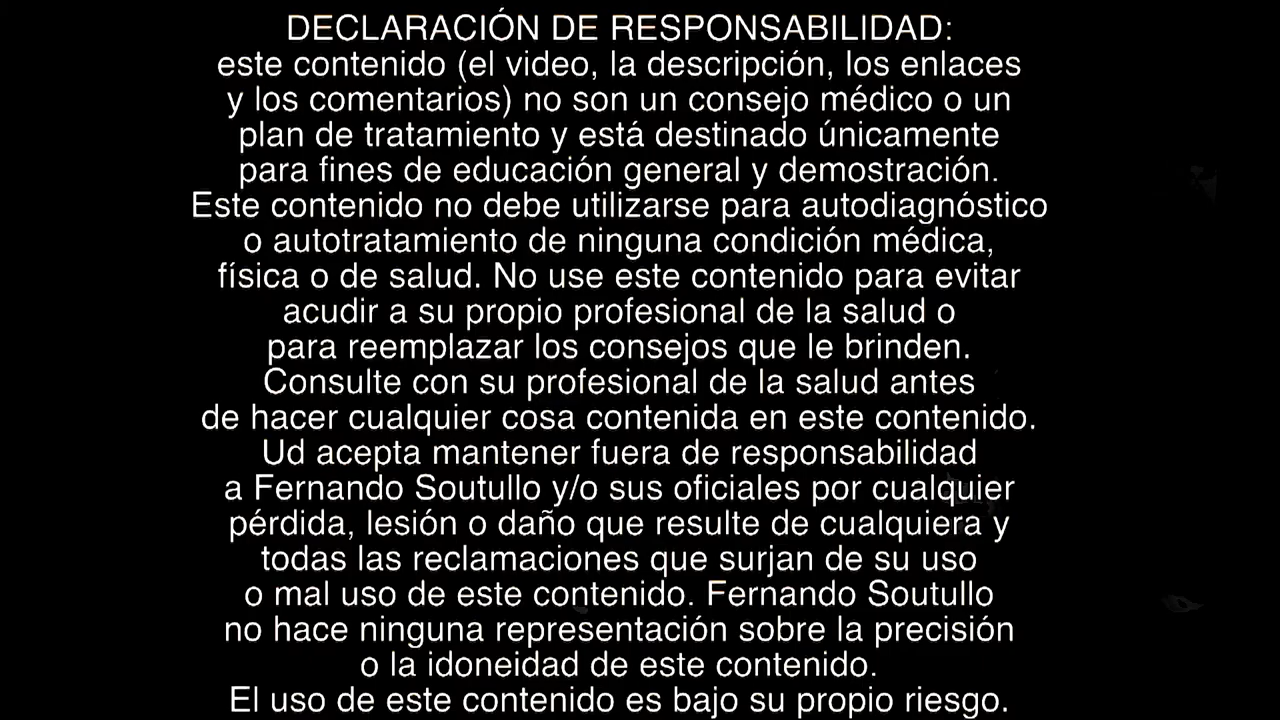 DECLARACIÓN DE RESPONSABILIDAD:
este contenido (el video, la descripción, los enlaces
y los comentarios) no son un consejo médico o un
plan de tratamiento y está destinado únicamente
para fines de educación general y demostración.
Este contenido no debe utilizarse para autodiagnóstico
o autotratamiento de ninguna condición médica,
física o de salud. No use este contenido para evitar
acudir a su propio profesional de la salud o
para reemplazar los consejos que le brinden.
Consulte con su profesional de la salud antes
de hacer cualquier cosa contenida en este contenido.
Ud acepta mantener fuera de responsabilidad
a Fernando Soutullo y/o sus oficiales por cualquier
pérdida, lesión o daño que resulte de cualquiera y
todas las reclamaciones que surjan de su uso
o mal uso de este contenido. Fernando Soutullo
no hace ninguna representación sobre la precisión
o la idoneidad de este contenido.
El uso de este contenido es bajo su propio riesgo.